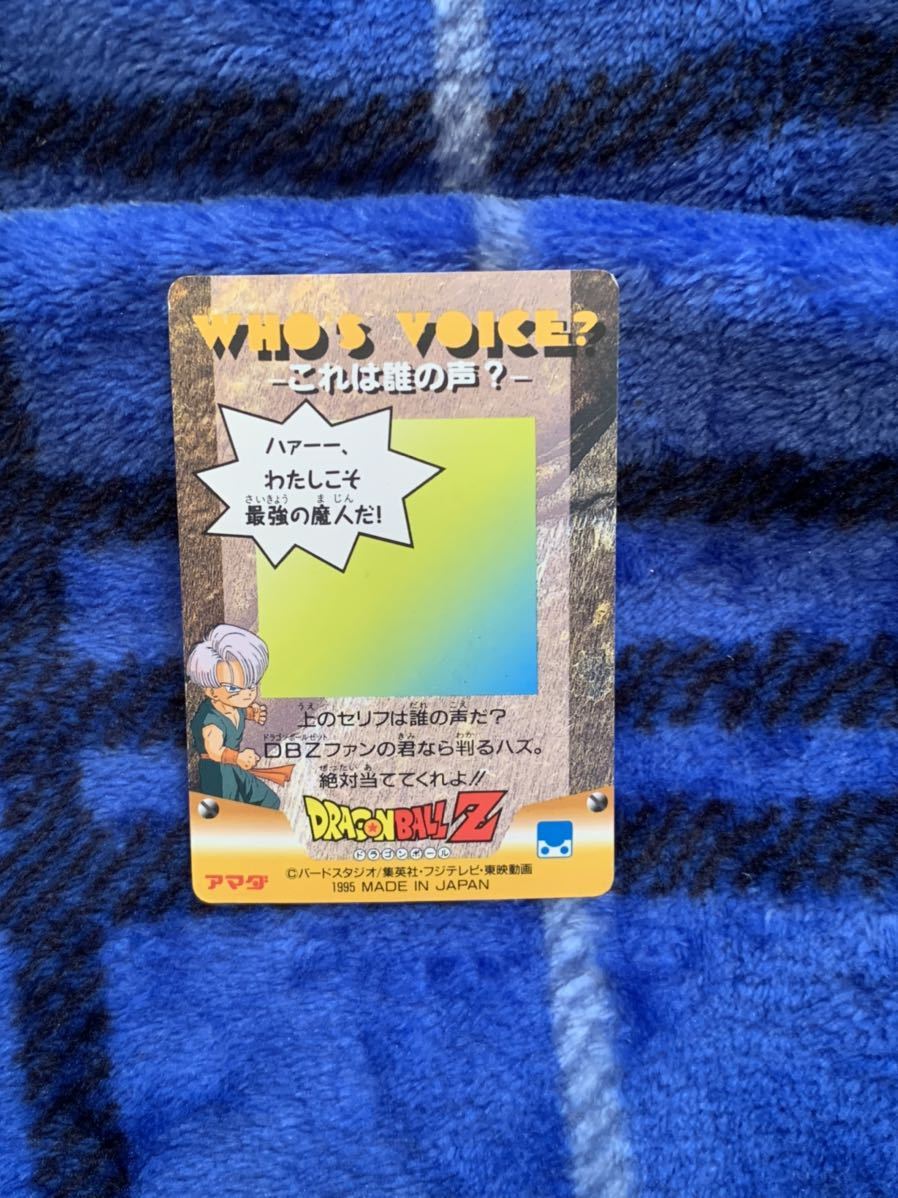 WHO'S VOICE?
−これは誰の声？−
ハァーー、
わたしこそ
さいきょう まじん
最強の魔人だ!
うえ だれ こえ
上のセリフは誰の声だ？
ドラゴンボールゼット きみ わか
DBZファンの君なら判るハズ。
ぜったい あ
絶対当ててくれよ!!
DRAGON BALL Z
ドラゴンボール
アマダ
©バードスタジオ/集英社・フジテレビ・東映動画
1995 MADE IN JAPAN